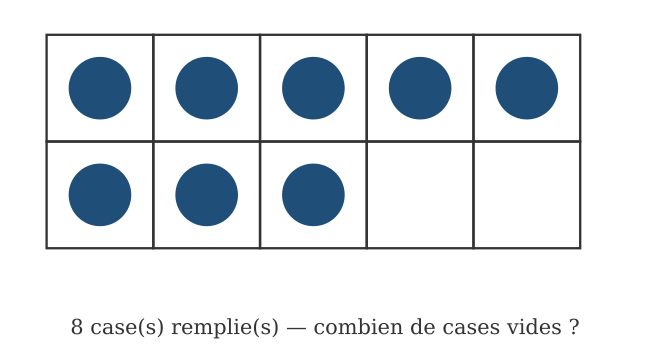 8 case(s) remplie(s) — combien de cases vides ?